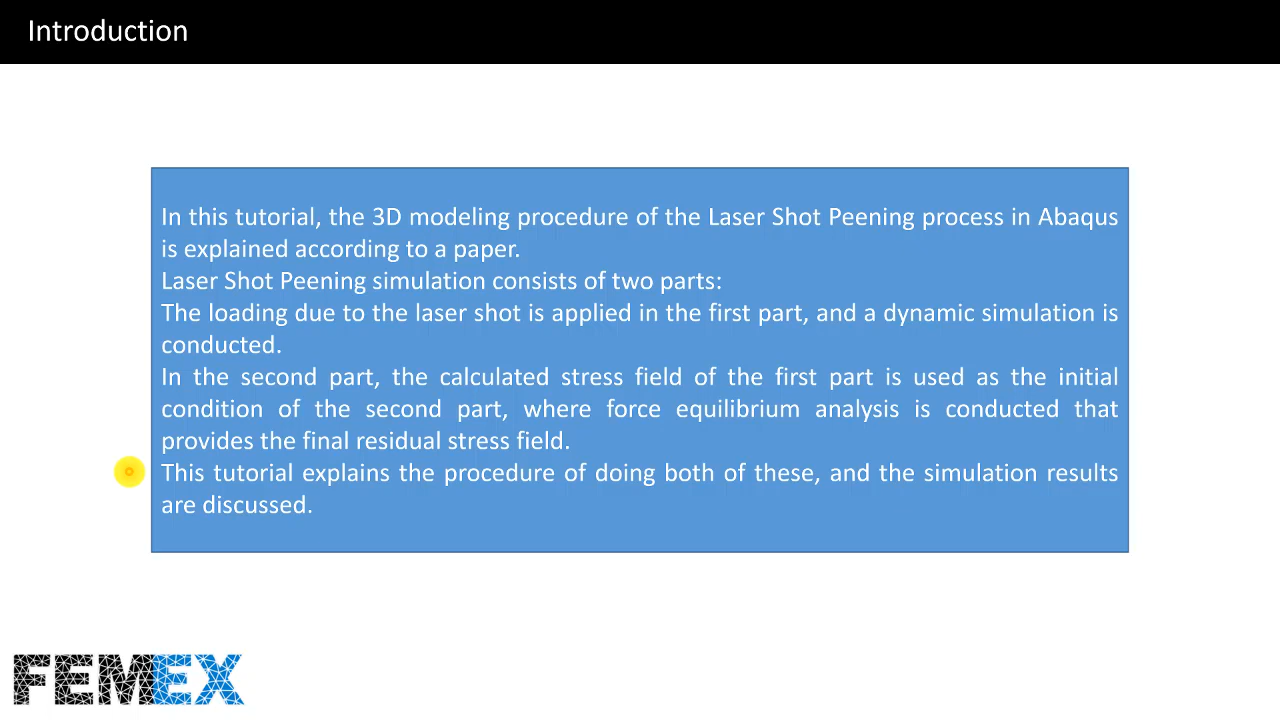 Introduction
In this tutorial, the 3D modeling procedure of the Laser Shot Peening process in Abaqus
is explained according to a paper.
Laser Shot Peening simulation consists of two parts:
The loading due to the laser shot is applied in the first part, and a dynamic simulation is
conducted.
In the second part, the calculated stress field of the first part is used as the initial
condition of the second part, where force equilibrium analysis is conducted that
provides the final residual stress field.
This tutorial explains the procedure of doing both of these, and the simulation results
are discussed.
FEMEX